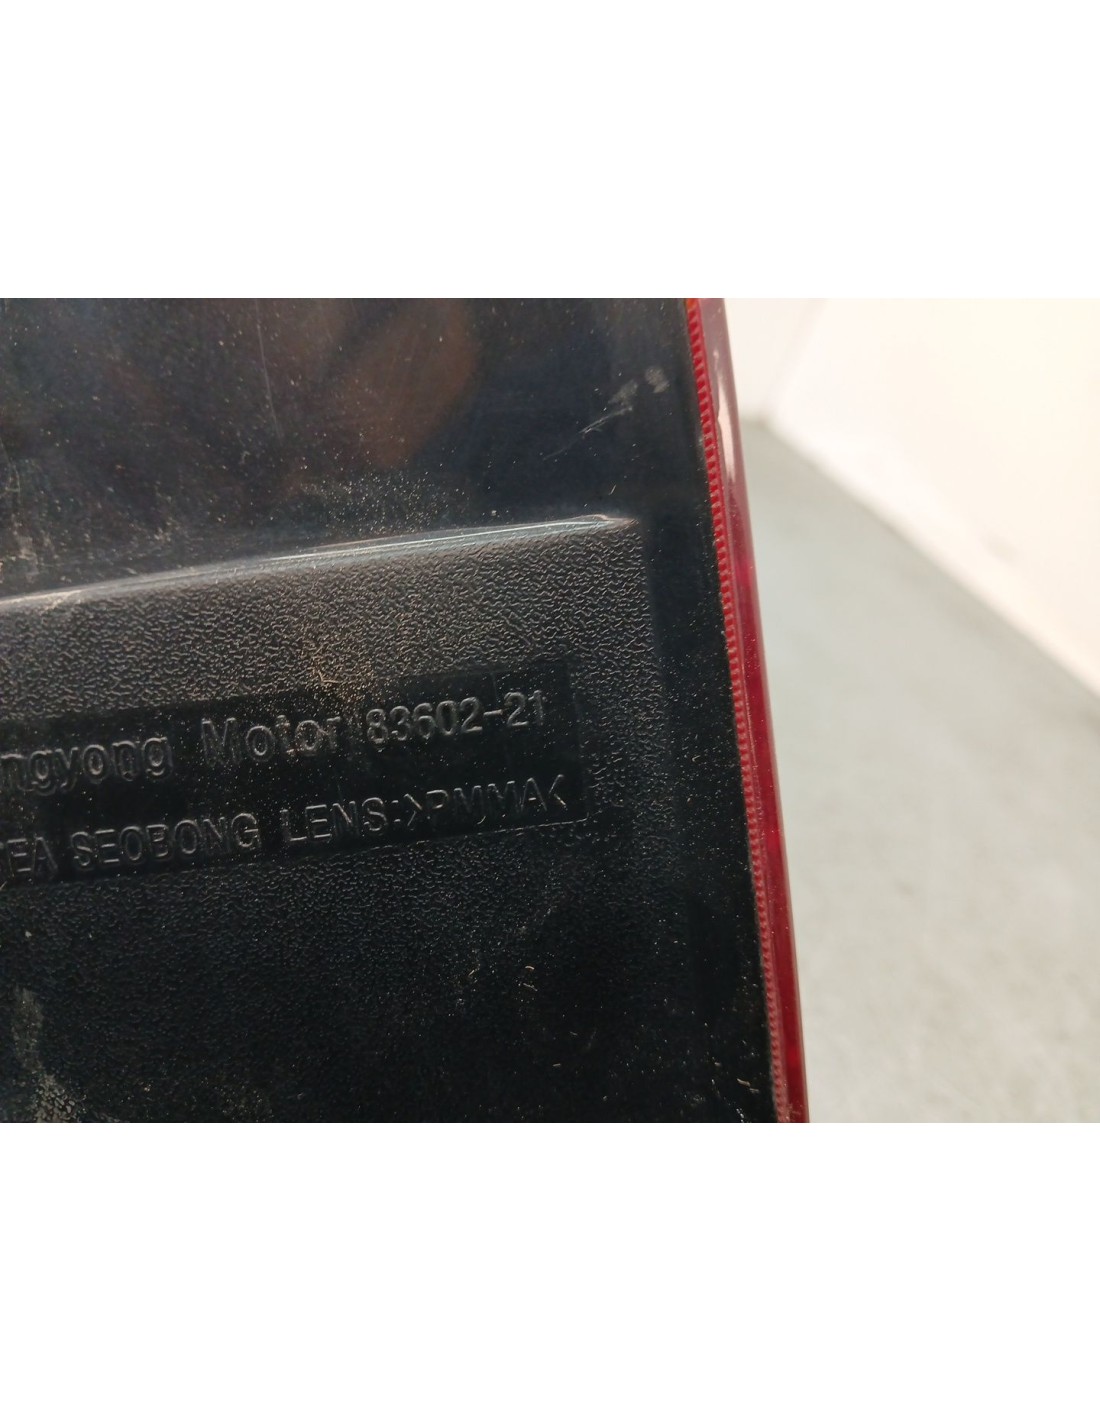 ngyong Motor 83602-21
EA SEOBONG LENS:>PMMA<